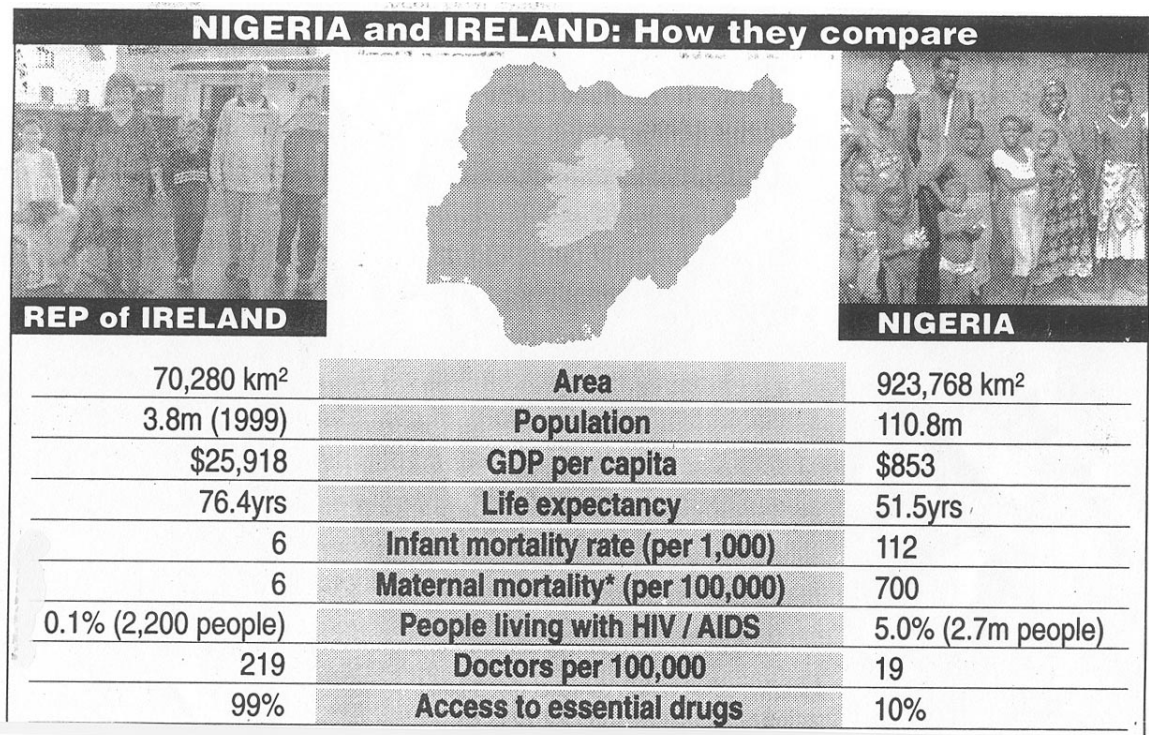 NIGERIA and IRELAND: How they compare
REP of IRELAND
NIGERIA
70,280 km² Area 923,768 km²
3.8m (1999) Population 110.8m
$25,918 GDP per capita $853
76.4yrs Life expectancy 51.5yrs
6 Infant mortality rate (per 1,000) 112
6 Maternal mortality* (per 100,000) 700
0.1% (2,200 people) People living with HIV / AIDS 5.0% (2.7m people)
219 Doctors per 100,000 19
99% Access to essential drugs 10%